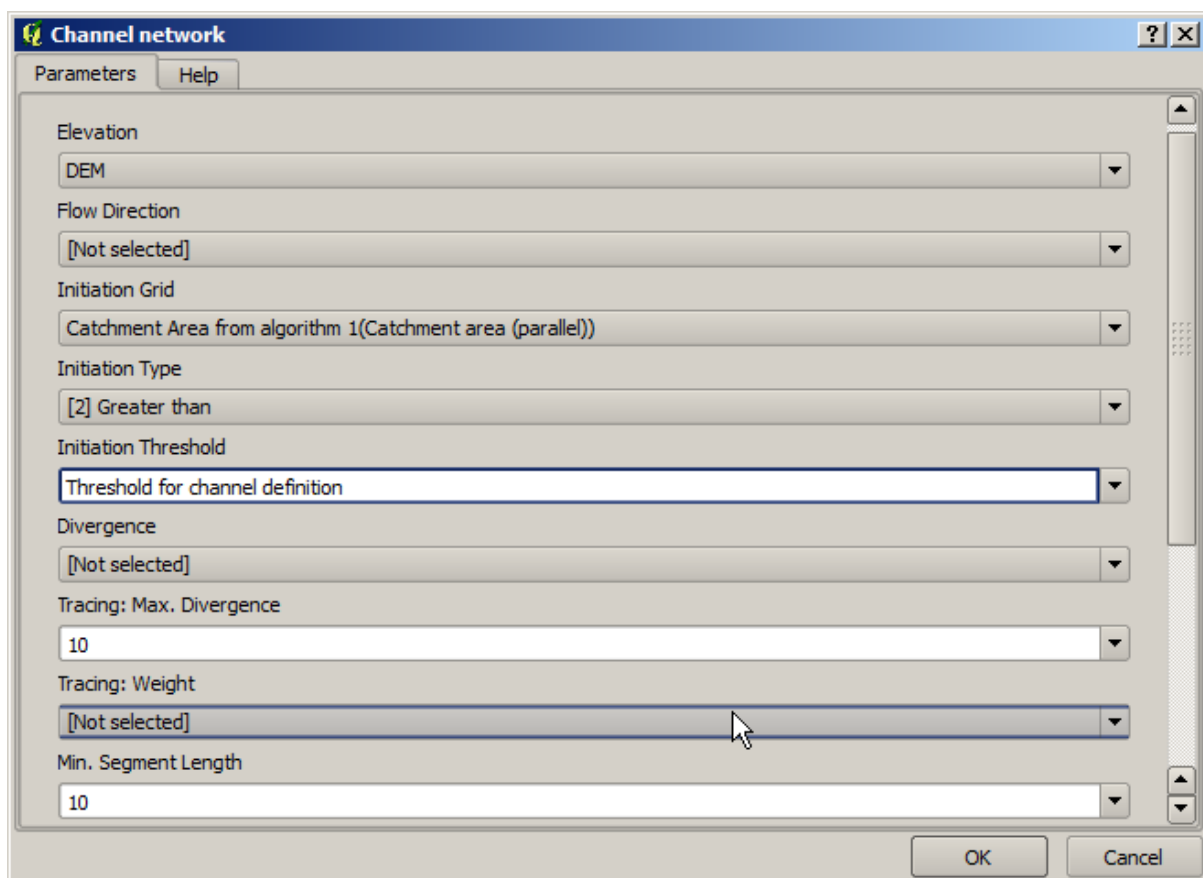 Channel network
Parameters Help
Elevation
DEM
Flow Direction
[Not selected]
Initiation Grid
Catchment Area from algorithm 1(Catchment area (parallel))
Initiation Type
[2] Greater than
Initiation Threshold
Threshold for channel definition
Divergence
[Not selected]
Tracing: Max. Divergence
10
Tracing: Weight
[Not selected]
Min. Segment Length
10
OK Cancel